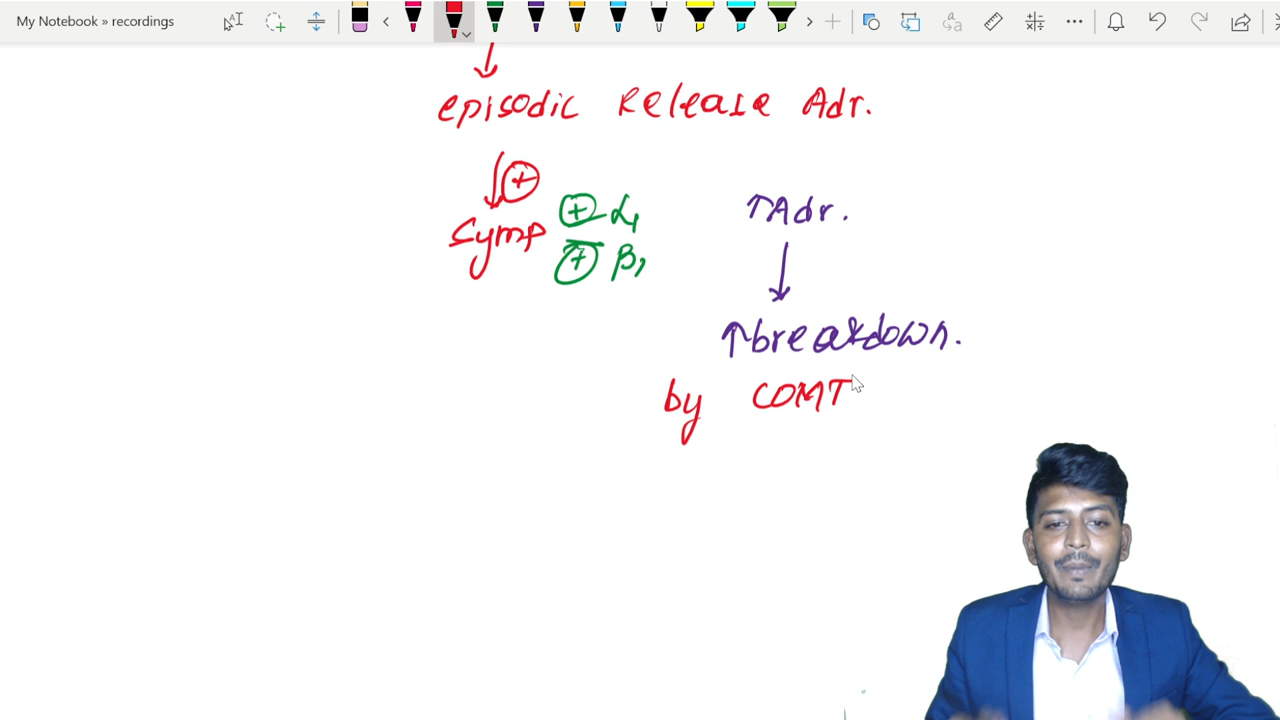 My Notebook » recordings
↓
episodic Release Adr.
↓ ⊕
Symp ⊕ α₁
⊕ β₁
↑Adr.
↓
↑breakdown.
by COMT